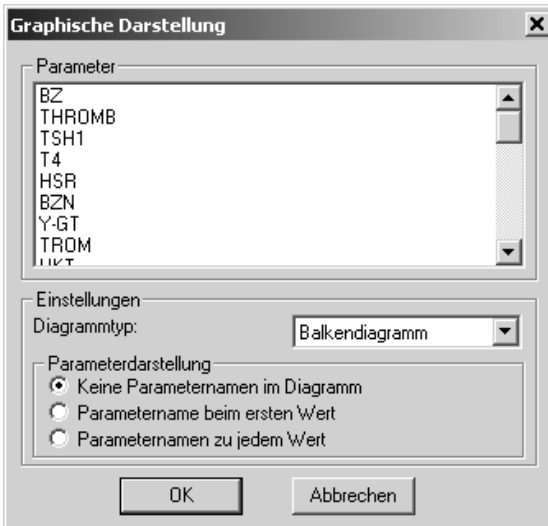 Graphische Darstellung
Parameter
BZ
THROMB
TSH1
T4
HSR
BZN
Y-GT
TROM
Einstellungen
Diagrammtyp:
Balkendiagramm
Parameterdarstellung
Keine Parameternamen im Diagramm
Parametername beim ersten Wert
Parameternamen zu jedem Wert
OK
Abbrechen